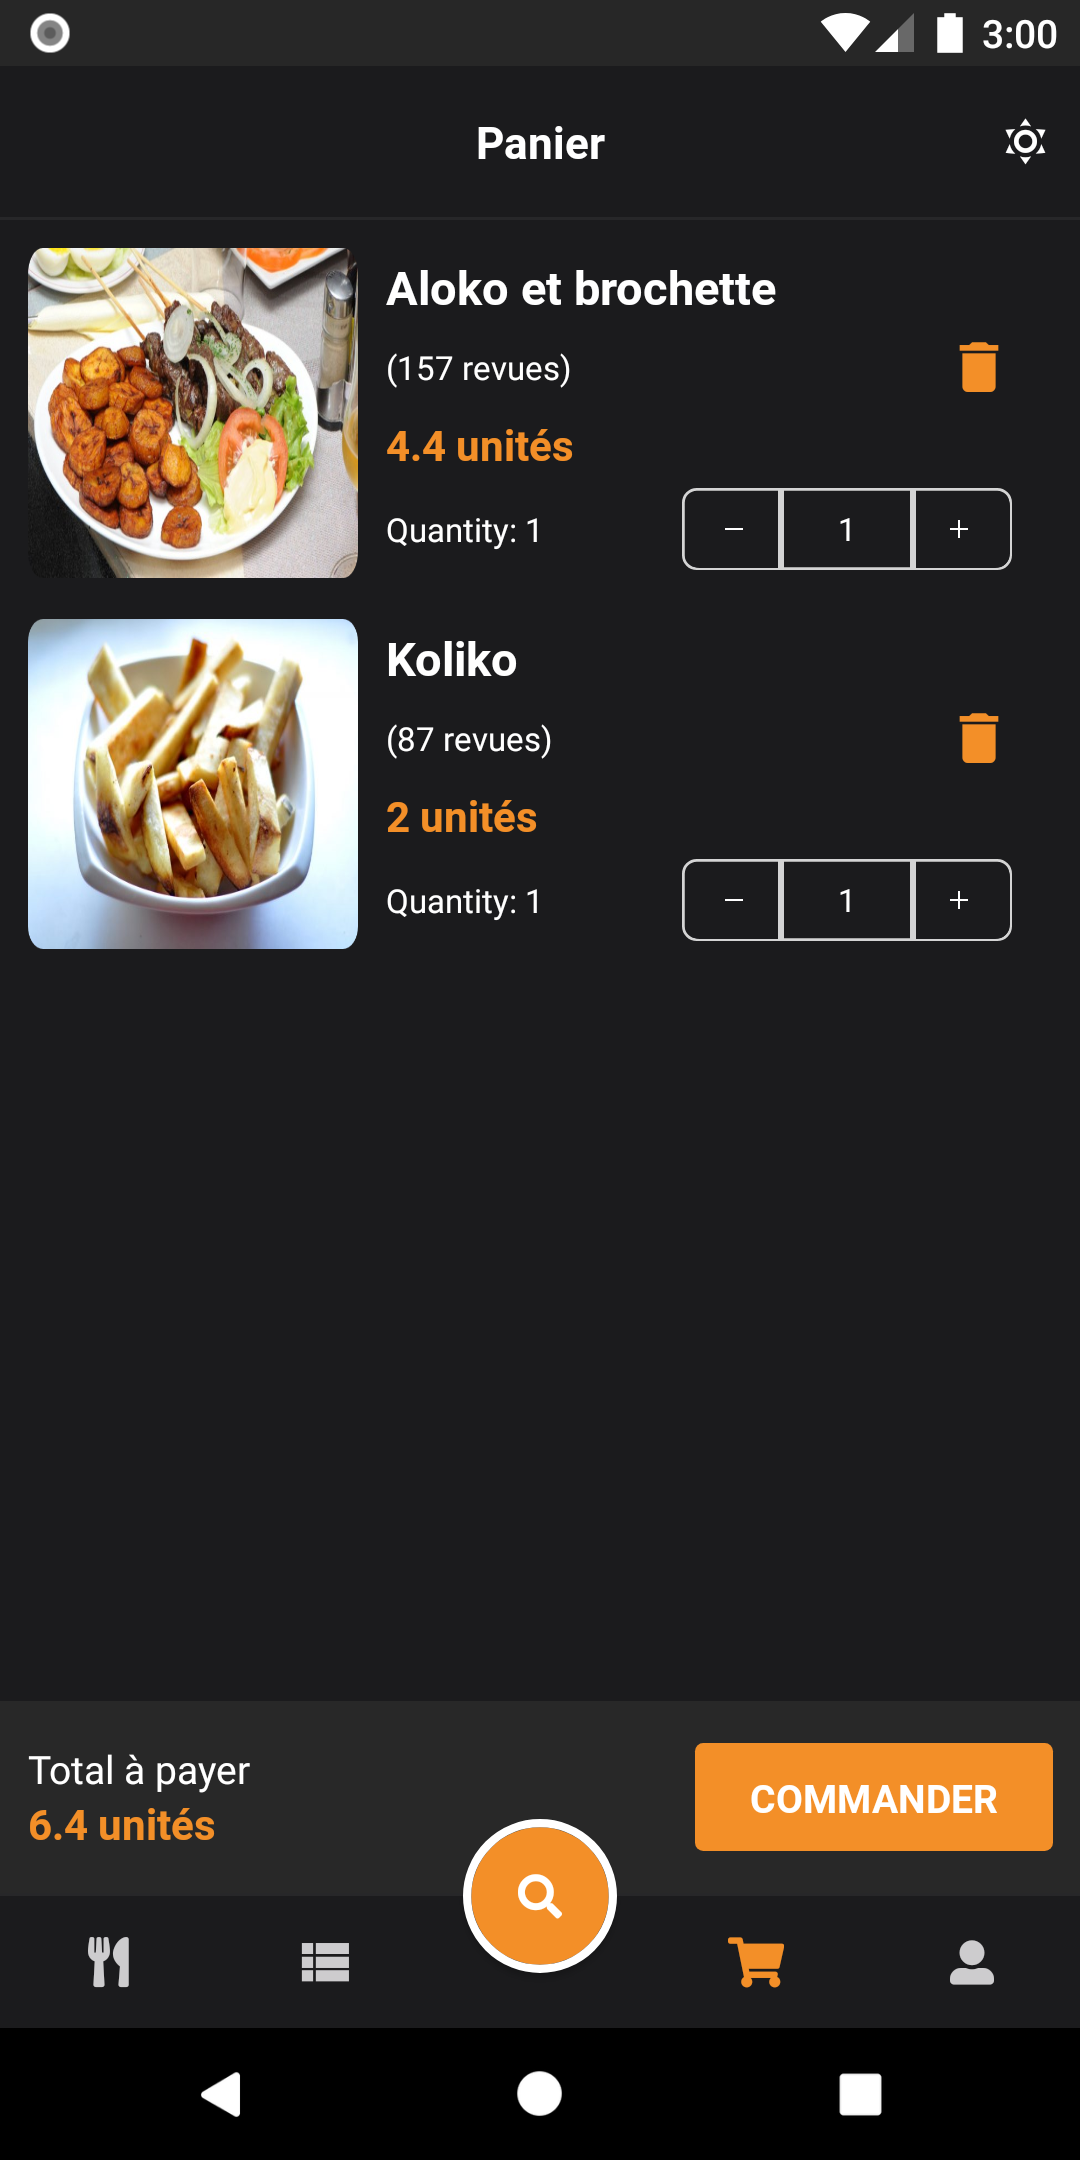 3:00
Panier
Aloko et brochette
(157 revues)
4.4 unités
Quantity: 1
− 1 +
Koliko
(87 revues)
2 unités
Quantity: 1
− 1 +
Total à payer
6.4 unités
COMMANDER